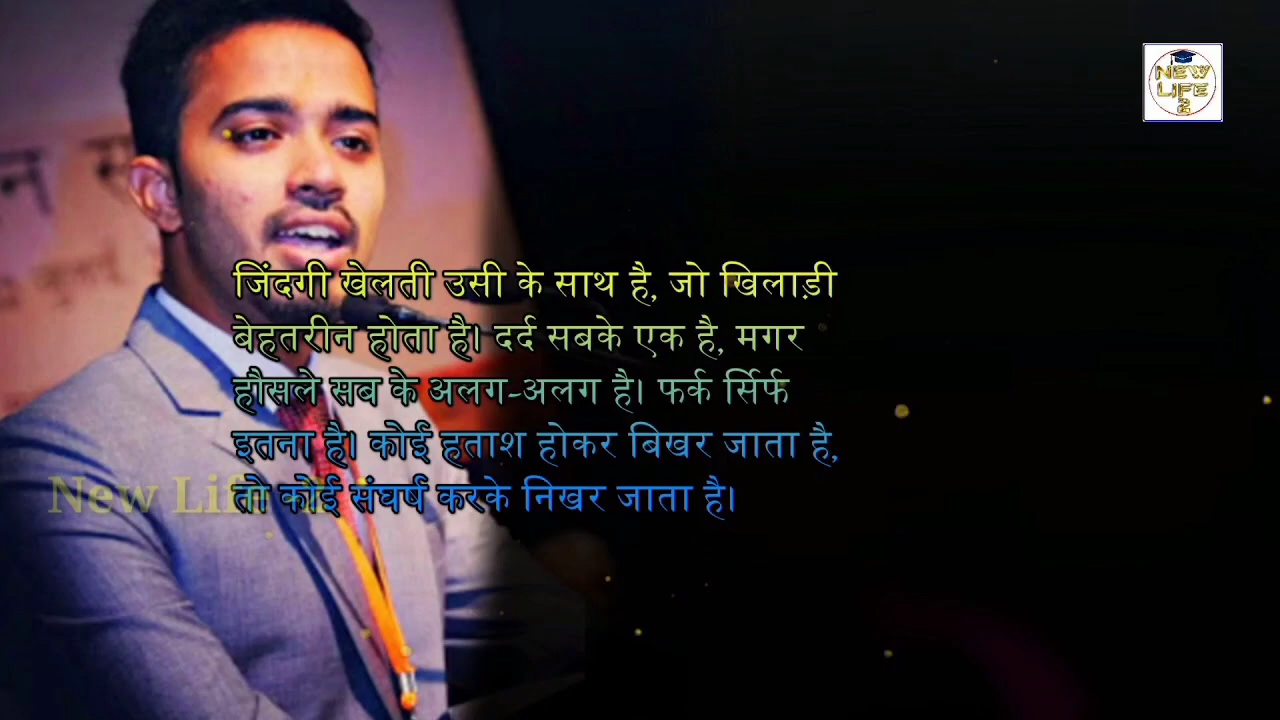 NEW
LIFE
2
जिंदगी खेलती उसी के साथ है, जो खिलाड़ी
बेहतरीन होता है। दर्द सबके एक है, मगर
हौसले सब के अलग-अलग है। फर्क र्सिर्फ
इतना है। कोई हताश होकर बिखर जाता है,
तो कोई संघर्ष करके निखर जाता है।
New Life